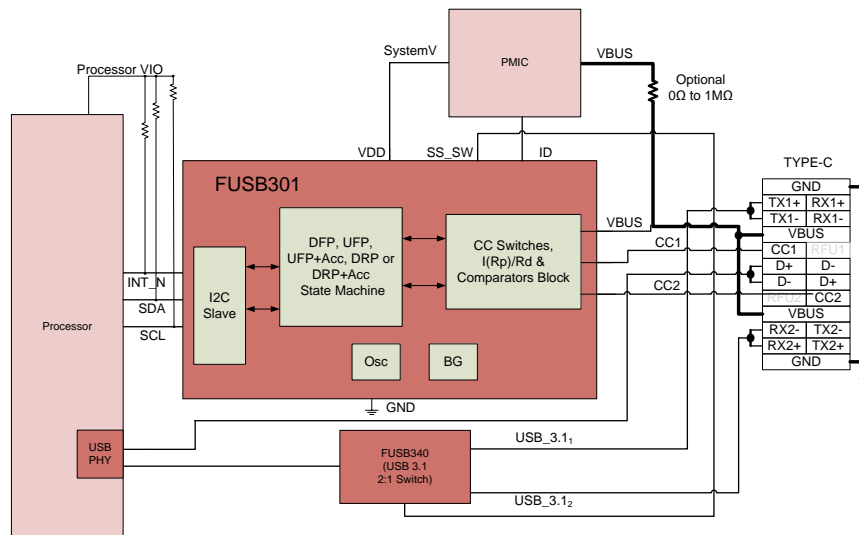 SystemV
PMIC
VBUS
Processor VIO
Optional
0Ω to 1MΩ
VDD
SS_SW
ID
TYPE-C
FUSB301
GND
TX1+ RX1+
TX1- RX1-
VBUS
CC1 RFU1
D+ D-
D- D+
RFU2 CC2
VBUS
RX2- TX2-
RX2+ TX2+
GND
VBUS
CC1
CC2
DFP, UFP,
UFP+Acc, DRP or
DRP+Acc
State Machine
CC Switches,
I(Rp)/Rd &
Comparators Block
I2C
Slave
INT_N
SDA
SCL
Processor
Osc
BG
GND
USB
PHY
FUSB340
(USB 3.1
2:1 Switch)
USB_3.1₁
USB_3.1₂